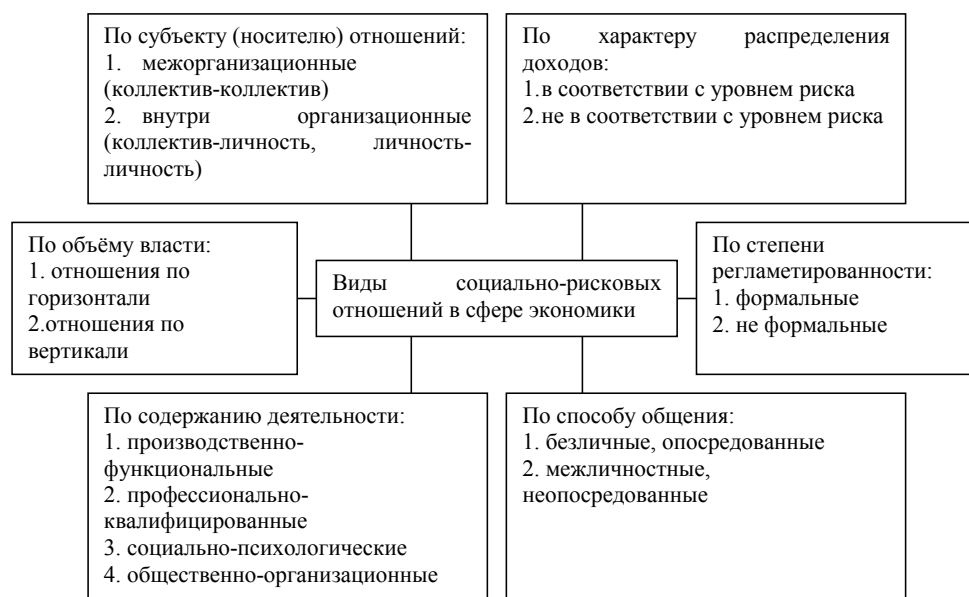 По субъекту (носителю) отношений:
1. межорганизационные
(коллектив-коллектив)
2. внутри организационные
(коллектив-личность, личность-
личность)
По характеру распределения
доходов:
1.в соответствии с уровнем риска
2.не в соответствии с уровнем риска
По объёму власти:
1. отношения по
горизонтали
2.отношения по
вертикали
Виды социально-рисковых
отношений в сфере экономики
По степени
регламетированности:
1. формальные
2. не формальные
По содержанию деятельности:
1. производственно-
функциональные
2. профессионально-
квалифицированные
3. социально-психологические
4. общественно-организационные
По способу общения:
1. безличные, опосредованные
2. межличностные,
неопосредованные